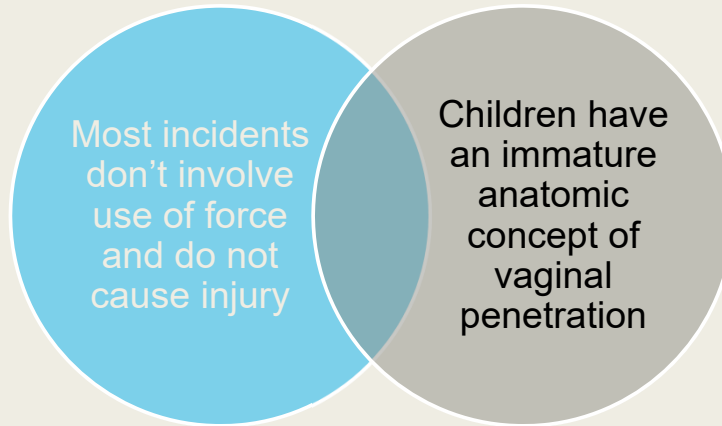 Most incidents
don’t involve
use of force
and do not
cause injury
Children have
an immature
anatomic
concept of
vaginal
penetration